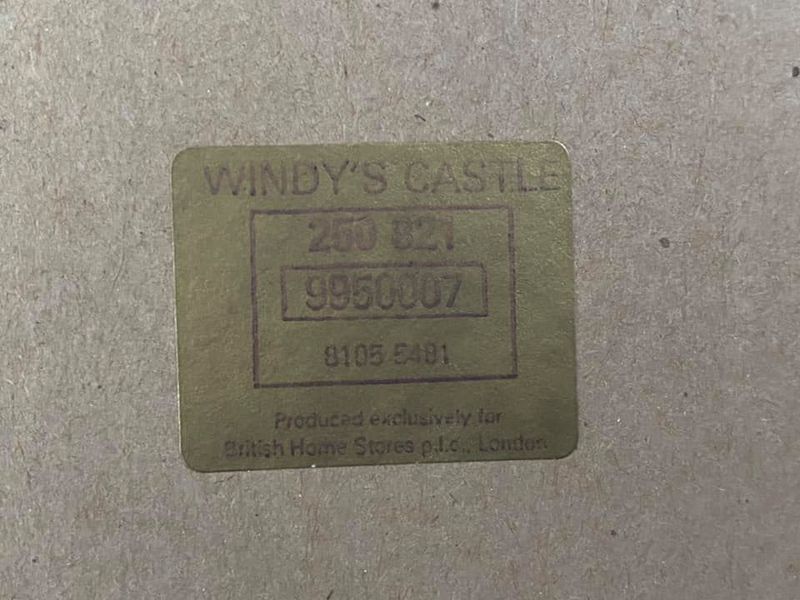 WINDY'S CASTLE
250 821
9950007
8105 5481
Produced exclusively for
British Home Stores p.l.c., London